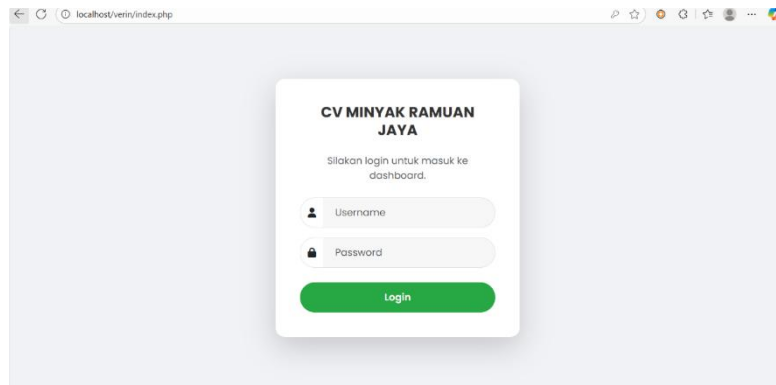 localhost/verin/index.php
CV MINYAK RAMUAN
JAYA
Silakan login untuk masuk ke
dashboard.
Username
Password
Login